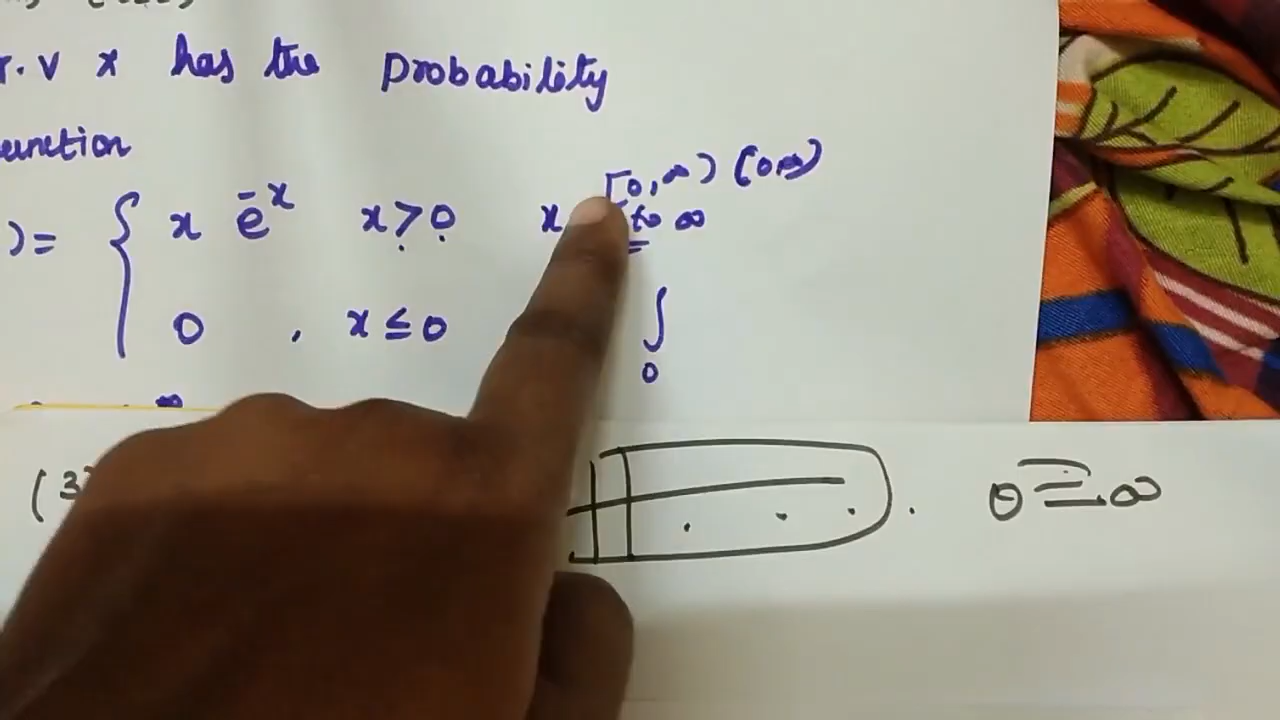 r.v x has the probability
unction
[0,∞) (0,∞)
)= { x e⁻ˣ x>0 x to ∞
0 , x≤0 ∫
0
∞
(3)
0 ∞